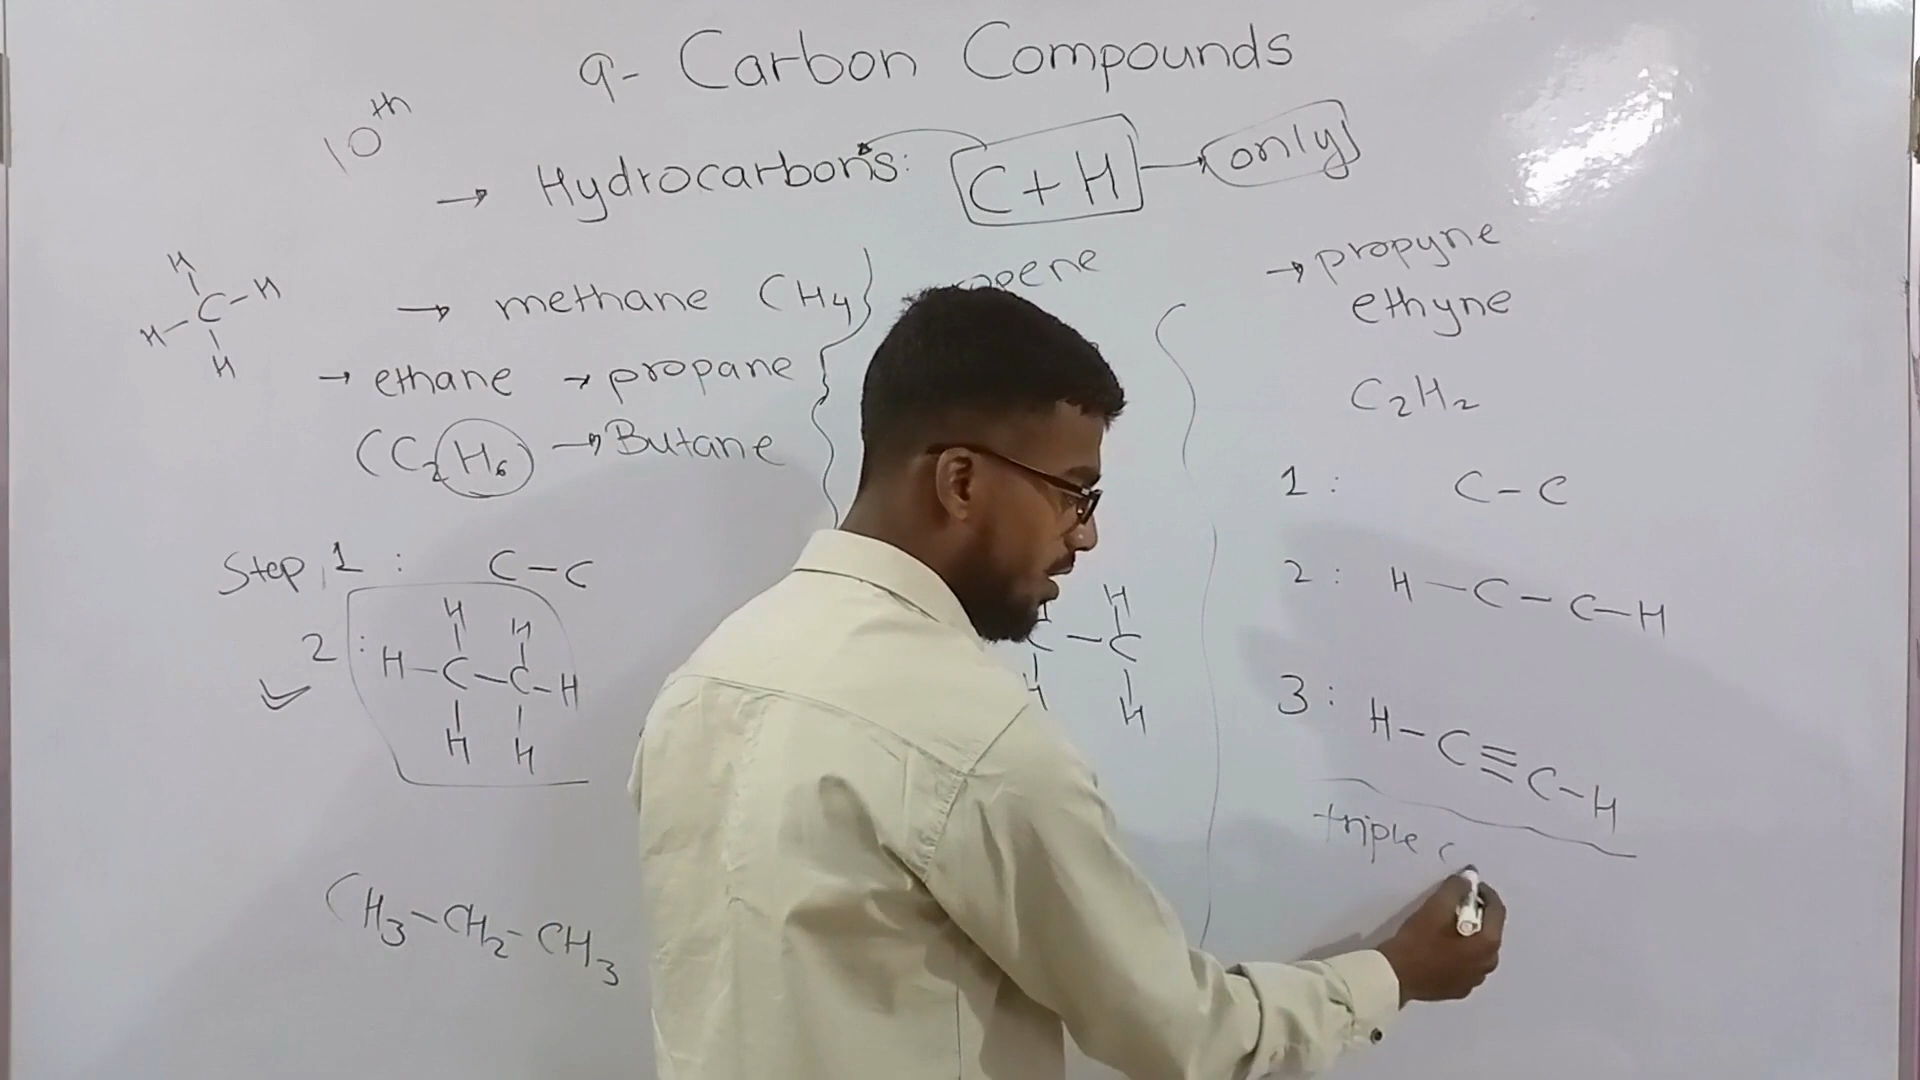 9- Carbon Compounds
10th
→ Hydrocarbons: C+H → only
H
C-H
H-
H
→ methane CH4
→ ethane → propane
(C2H6) → Butane
Step 1: C-C
H H
2: H-C-C-H
H H
CH3-CH2-CH3
H
C-C
H H
→ propyne
ethyne
C2H2
1: C-C
2: H-C-C-H
3: H-C≡C-H
triple